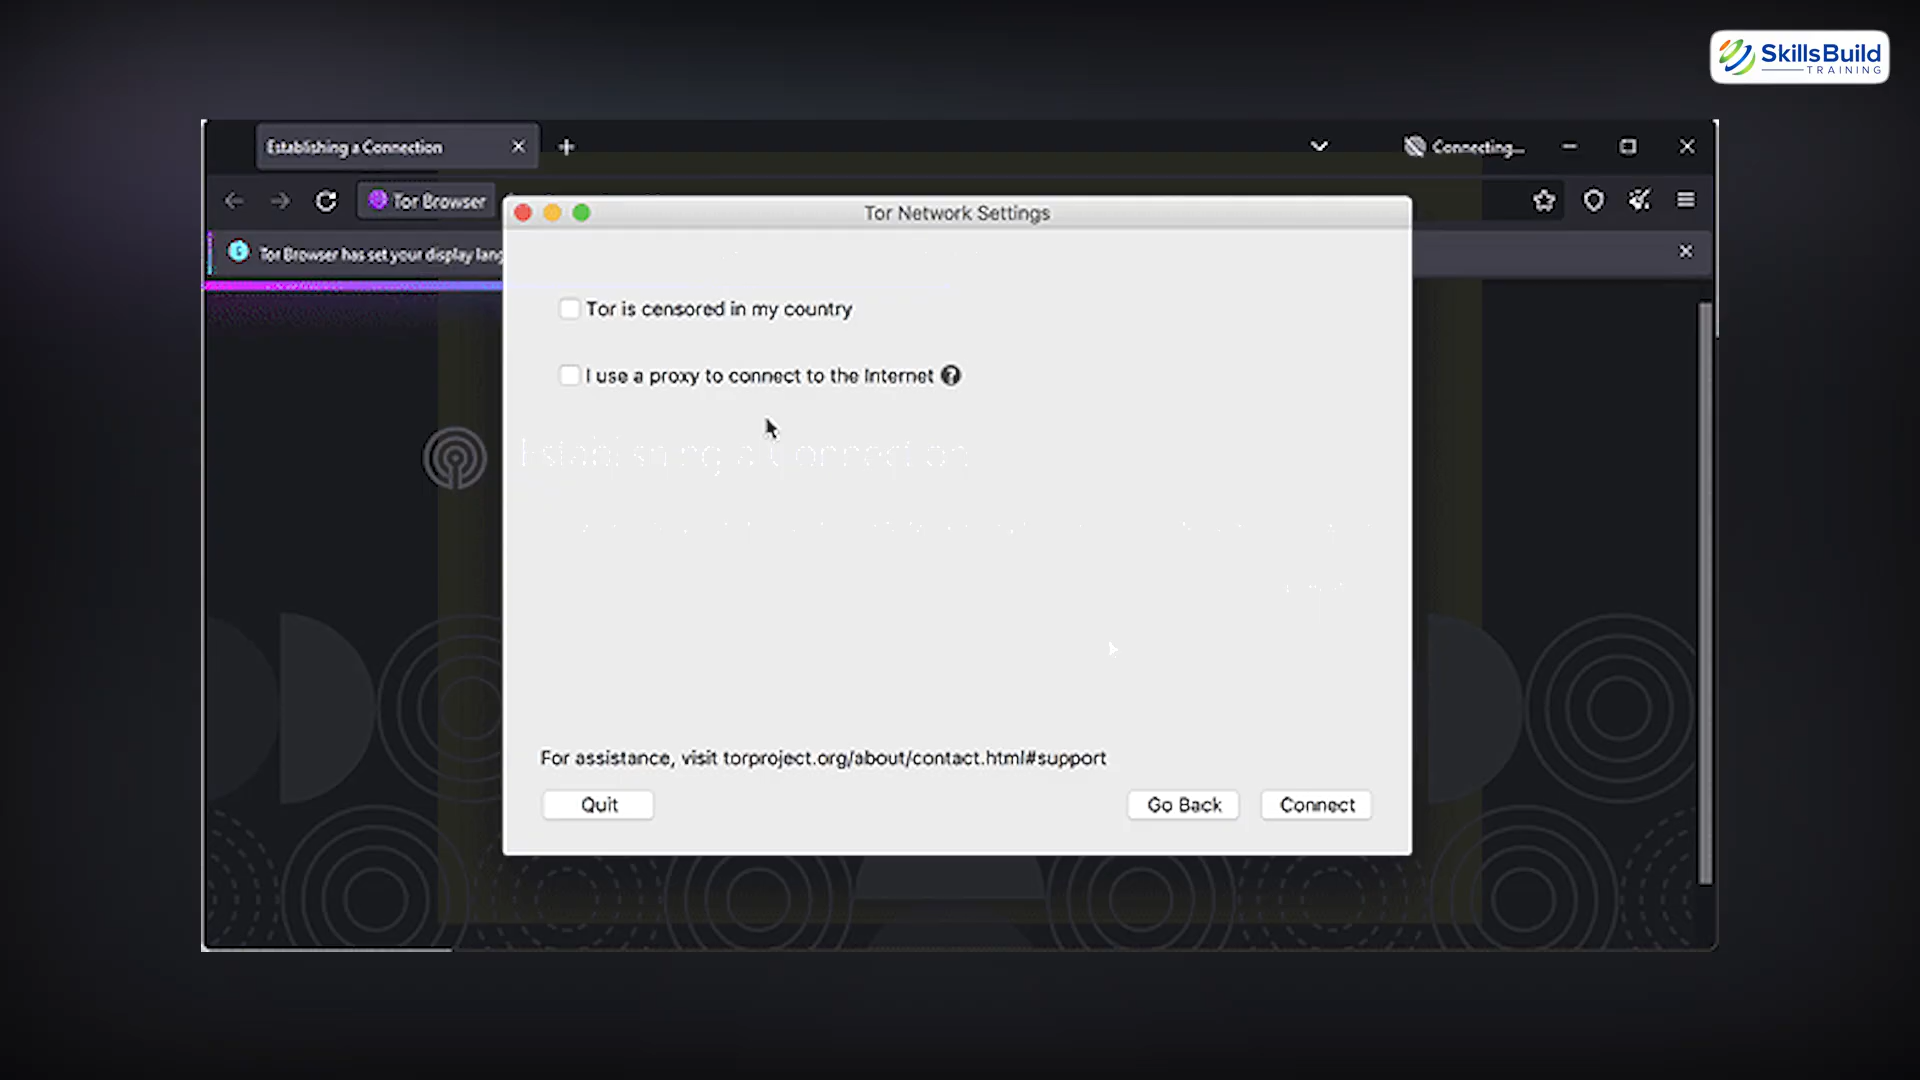 SkillsBuild
TRAINING
Establishing a Connection
Connecting...
Tor Browser
Tor Network Settings
Tor Browser has set your display lang
Tor is censored in my country
I use a proxy to connect to the Internet
Establishing a Connection
For assistance, visit torproject.org/about/contact.html#support
Quit
Go Back
Connect